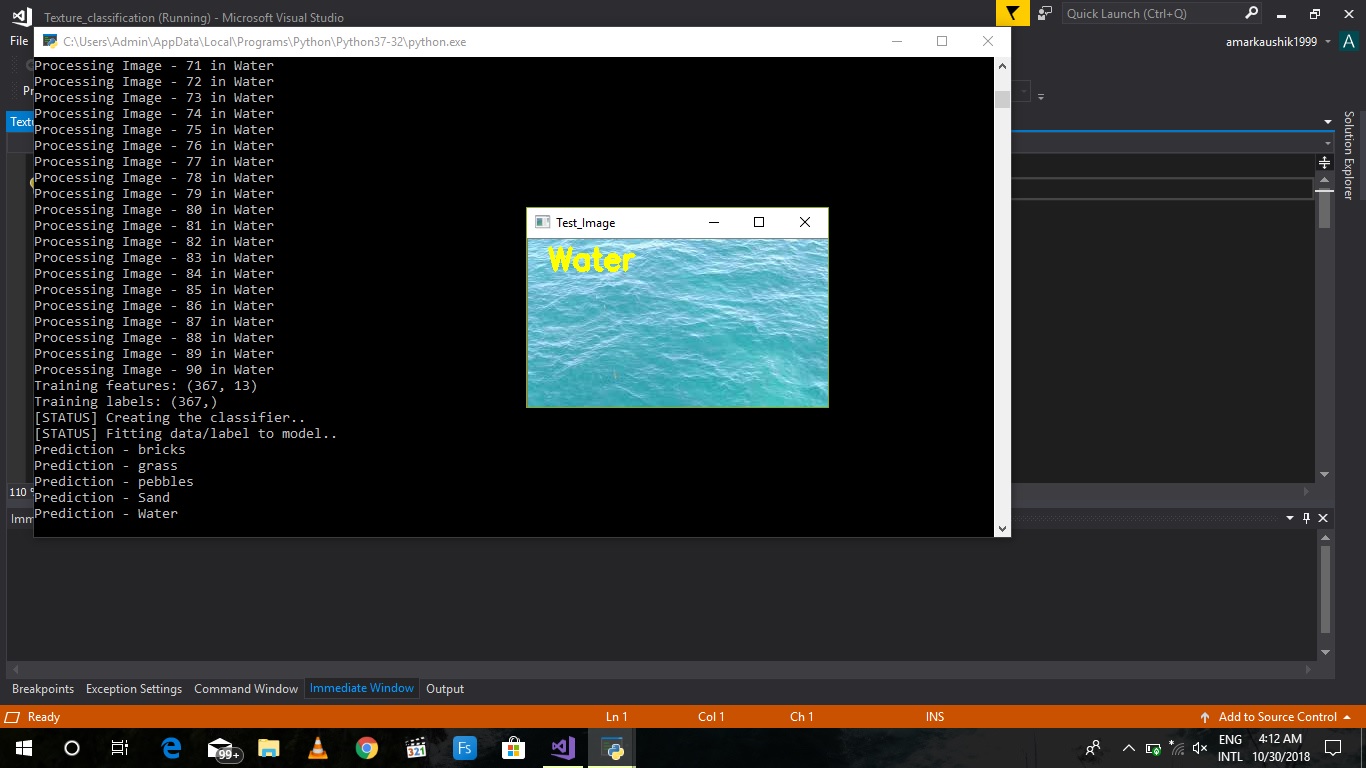 Texture_classification (Running) - Microsoft Visual Studio
Quick Launch (Ctrl+Q)
File
C:\Users\Admin\AppData\Local\Programs\Python\Python37-32\python.exe
amarkaushik1999
A
Processing Image - 71 in Water
Processing Image - 72 in Water
Processing Image - 73 in Water
Processing Image - 74 in Water
Processing Image - 75 in Water
Processing Image - 76 in Water
Processing Image - 77 in Water
Processing Image - 78 in Water
Processing Image - 79 in Water
Processing Image - 80 in Water
Processing Image - 81 in Water
Processing Image - 82 in Water
Processing Image - 83 in Water
Processing Image - 84 in Water
Processing Image - 85 in Water
Processing Image - 86 in Water
Processing Image - 87 in Water
Processing Image - 88 in Water
Processing Image - 89 in Water
Processing Image - 90 in Water
Training features: (367, 13)
Training labels: (367,)
[STATUS] Creating the classifier..
[STATUS] Fitting data/label to model..
Prediction - bricks
Prediction - grass
Prediction - pebbles
Prediction - Sand
Prediction - Water
Test_Image
Water
Solution Explorer
110 %
Breakpoints Exception Settings Command Window Immediate Window Output
Ready Ln 1 Col 1 Ch 1 INS Add to Source Control
99+
321
Fs
ENG
INTL
4:12 AM
10/30/2018